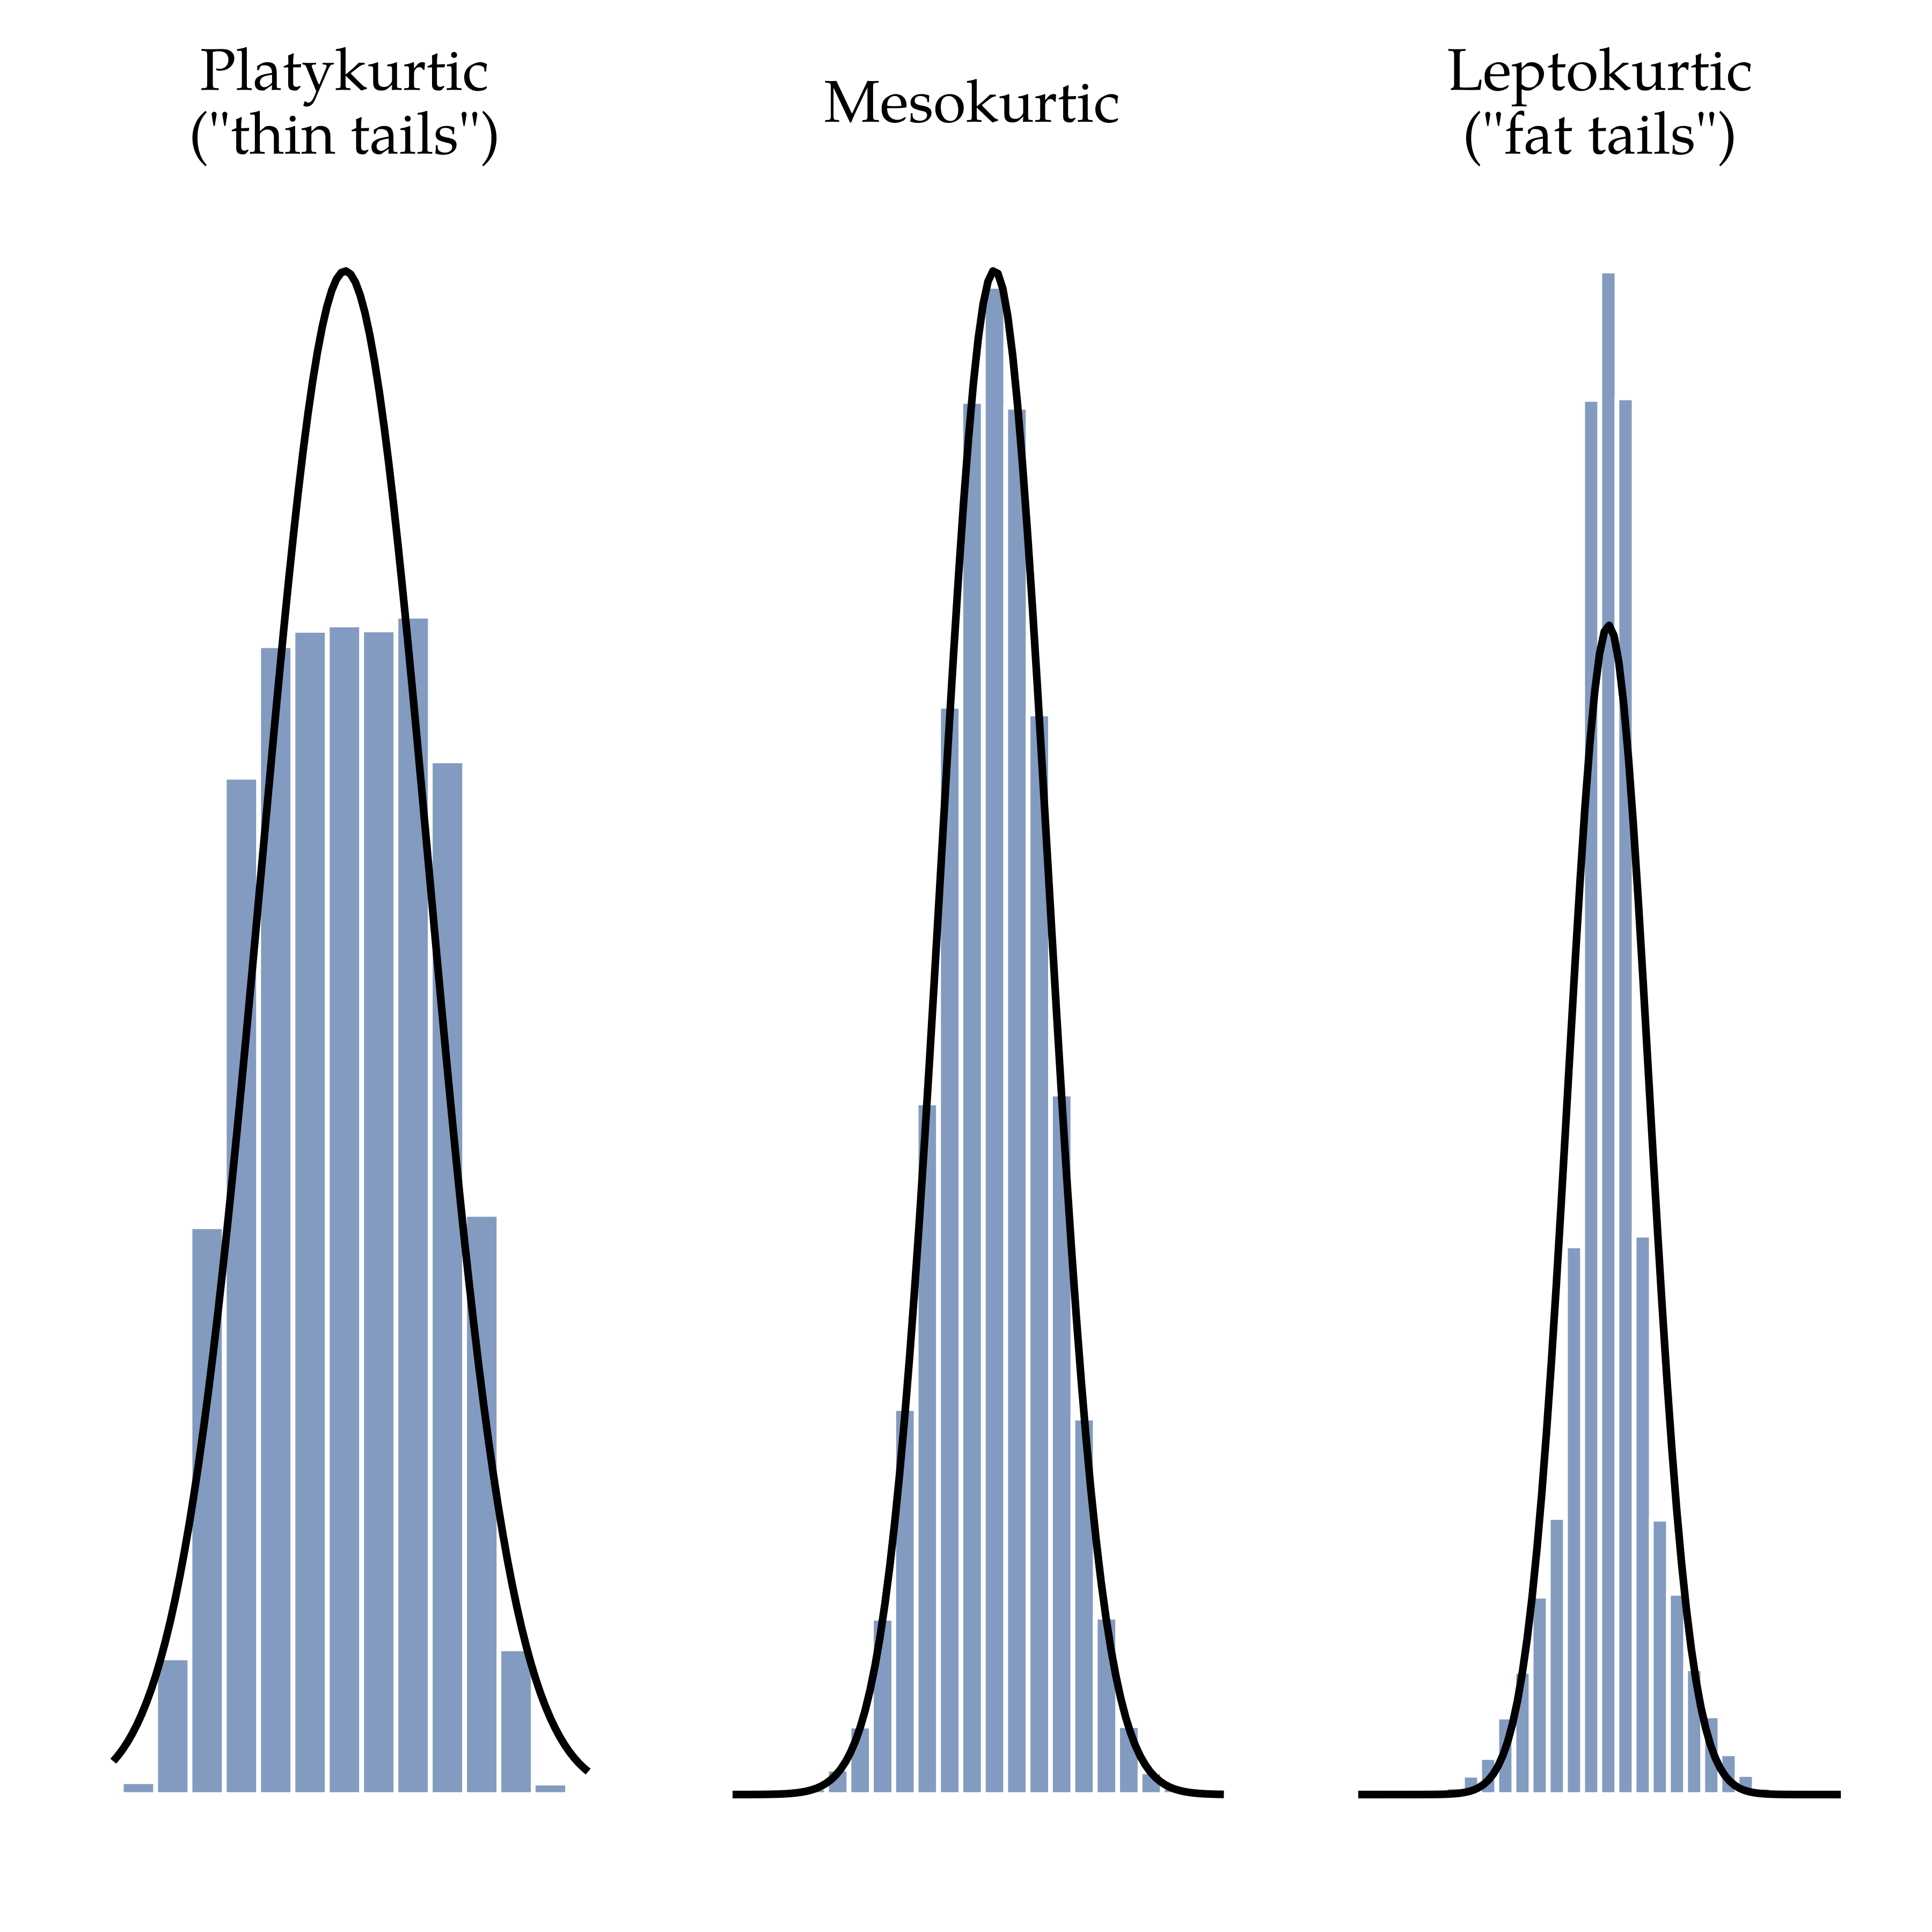 Platykurtic
("thin tails")
Mesokurtic
Leptokurtic
("fat tails")